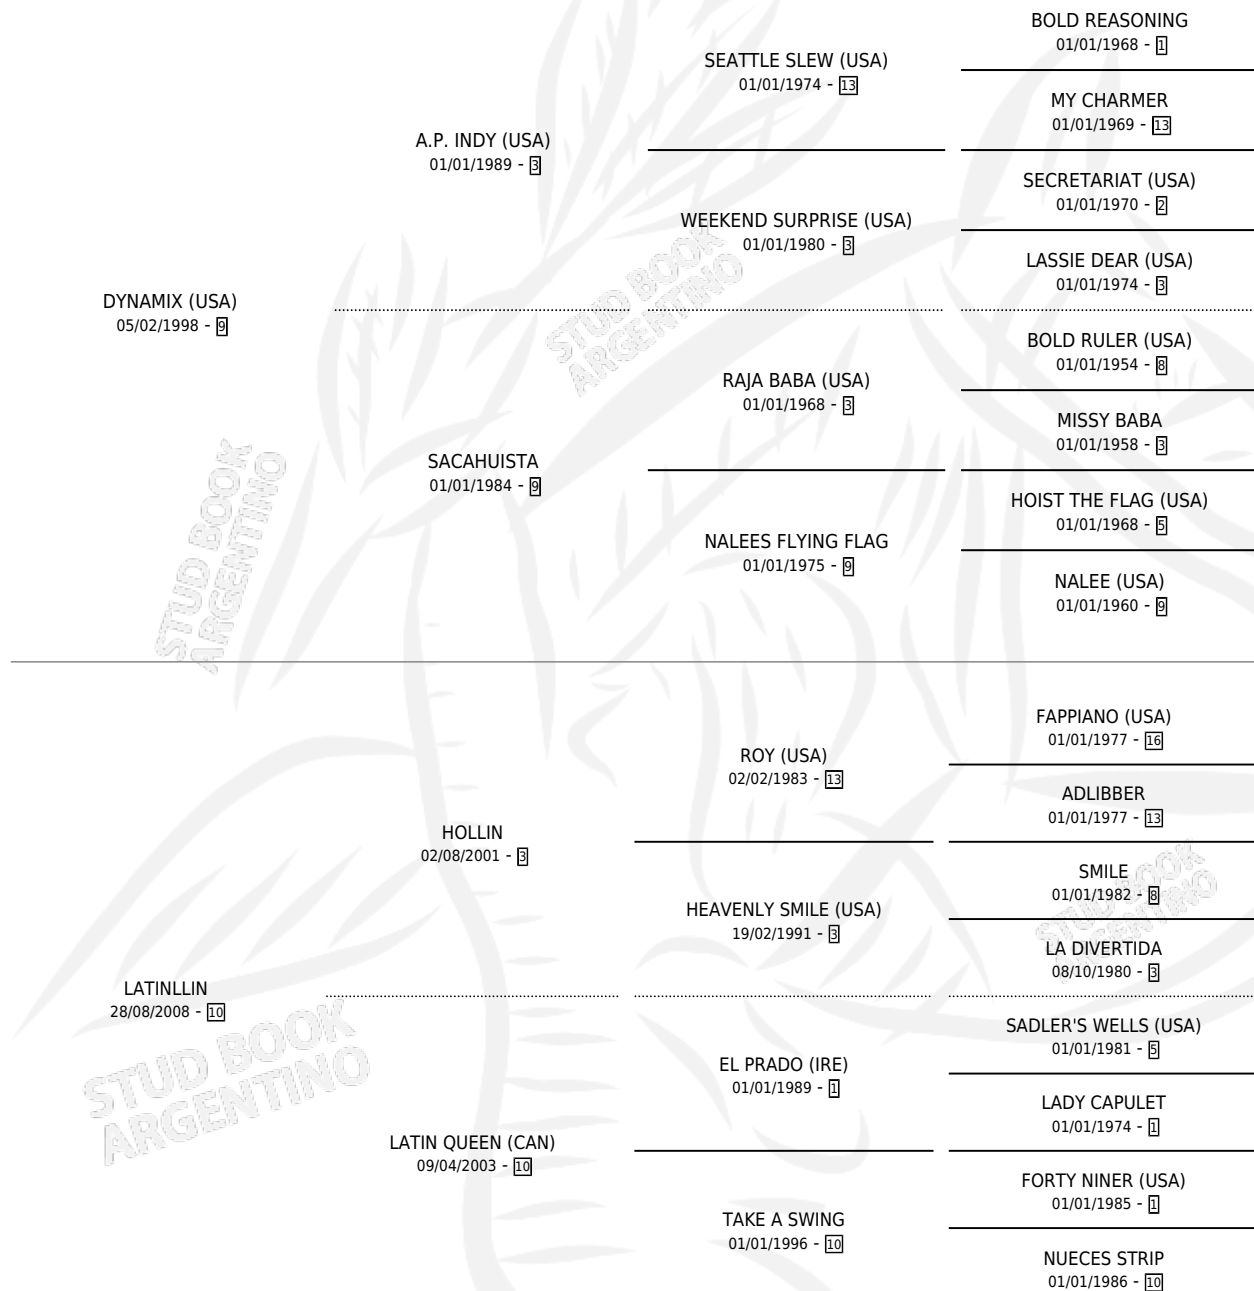 BOLD REASONING
01/01/1968 - 1
SEATTLE SLEW (USA)
01/01/1974 - 13
MY CHARMER
01/01/1969 - 13
A.P. INDY (USA)
01/01/1989 - 3
SECRETARIAT (USA)
01/01/1970 - 2
WEEKEND SURPRISE (USA)
01/01/1980 - 3
LASSIE DEAR (USA)
01/01/1974 - 3
DYNAMIX (USA)
05/02/1998 - 9
BOLD RULER (USA)
01/01/1954 - 8
RAJA BABA (USA)
01/01/1968 - 3
MISSY BABA
01/01/1958 - 3
SACAHUISTA
01/01/1984 - 9
HOIST THE FLAG (USA)
01/01/1968 - 5
NALEES FLYING FLAG
01/01/1975 - 9
NALEE (USA)
01/01/1960 - 9
FAPPIANO (USA)
01/01/1977 - 16
ROY (USA)
02/02/1983 - 13
ADLIBBER
01/01/1977 - 13
HOLLIN
02/08/2001 - 3
SMILE
01/01/1982 - 8
HEAVENLY SMILE (USA)
19/02/1991 - 3
LA DIVERTIDA
08/10/1980 - 3
LATINLLIN
28/08/2008 - 10
SADLER'S WELLS (USA)
01/01/1981 - 5
EL PRADO (IRE)
01/01/1989 - 1
LADY CAPULET
01/01/1974 - 1
LATIN QUEEN (CAN)
09/04/2003 - 10
FORTY NINER (USA)
01/01/1985 - 1
TAKE A SWING
01/01/1996 - 10
NUECES STRIP
01/01/1986 - 10
STUD BOOK
ARGENTINO
STUD BOOK
ARGENTINO
STUD BOOK
ARGENTINO
STUD BOOK
ARGENTINO